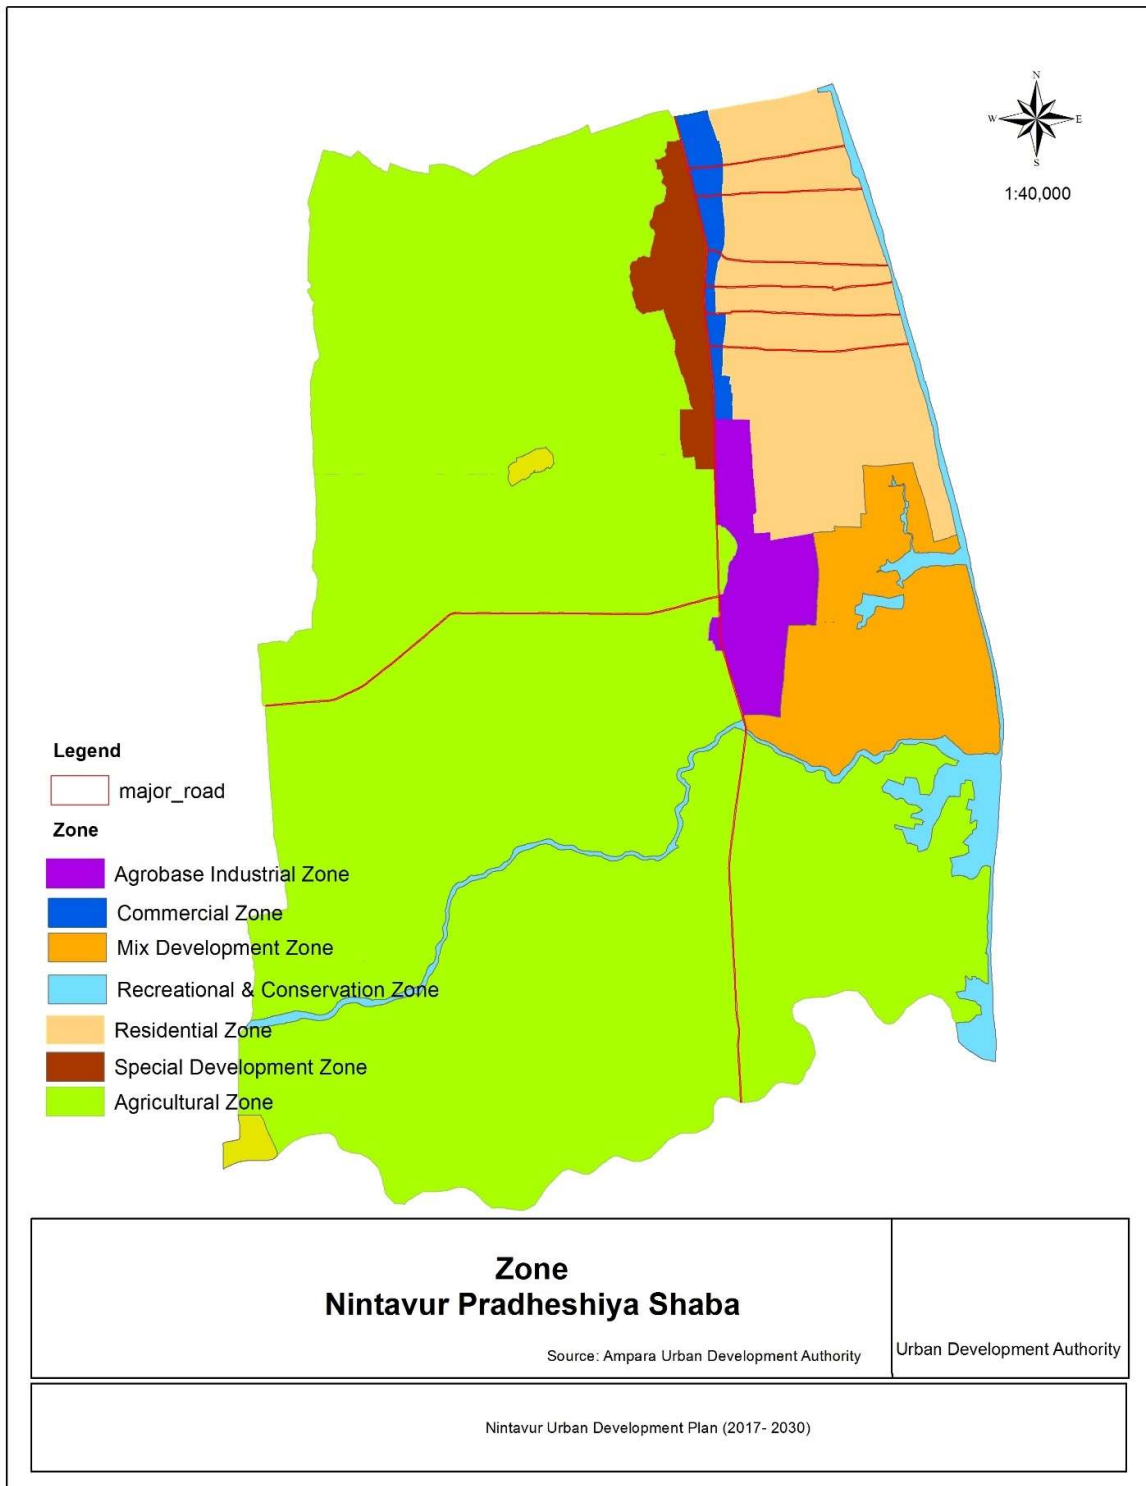 N
W E
S
1:40,000
Legend
major_road
Zone
Agrobase Industrial Zone
Commercial Zone
Mix Development Zone
Recreational & Conservation Zone
Residential Zone
Special Development Zone
Agricultural Zone
Zone
Nintavur Pradheshiya Shaba
Source: Ampara Urban Development Authority
Urban Development Authority
Nintavur Urban Development Plan (2017- 2030)